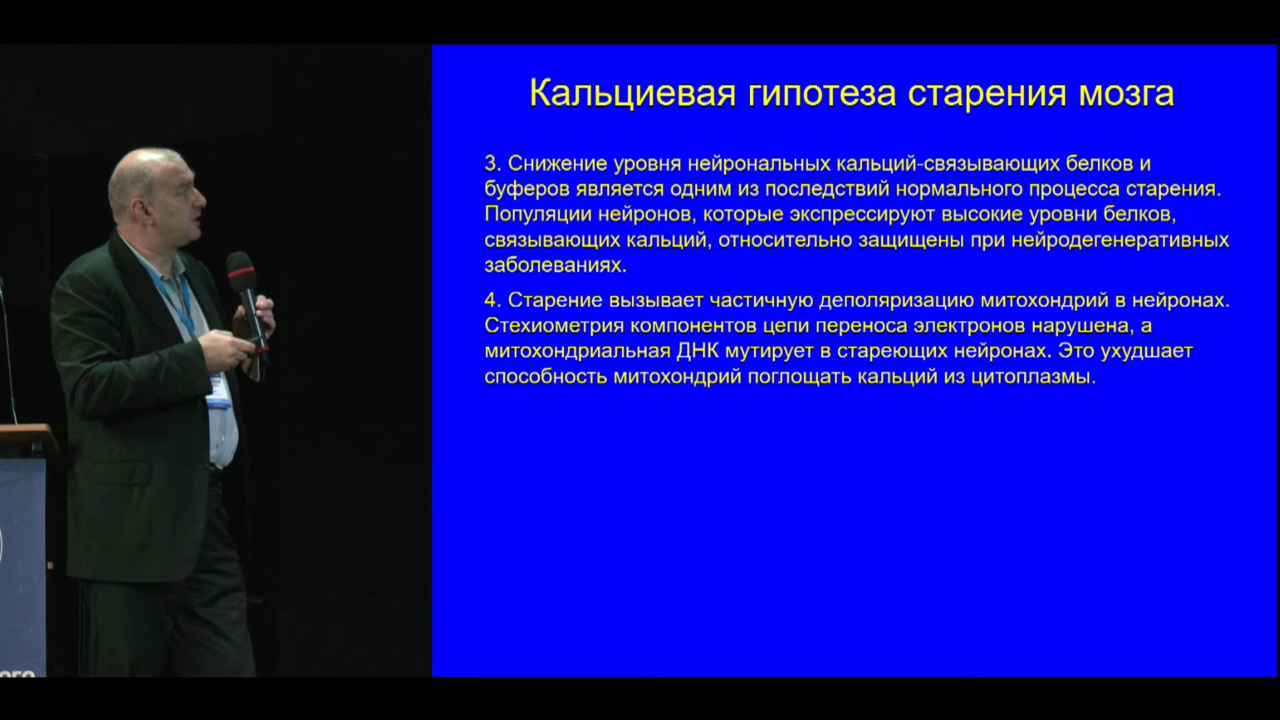 Кальциевая гипотеза старения мозга
3. Снижение уровня нейрональных кальций-связывающих белков и
буферов является одним из последствий нормального процесса старения.
Популяции нейронов, которые экспрессируют высокие уровни белков,
связывающих кальций, относительно защищены при нейродегенеративных
заболеваниях.
4. Старение вызывает частичную деполяризацию митохондрий в нейронах.
Стехиометрия компонентов цепи переноса электронов нарушена, а
митохондриальная ДНК мутирует в стареющих нейронах. Это ухудшает
способность митохондрий поглощать кальций из цитоплазмы.